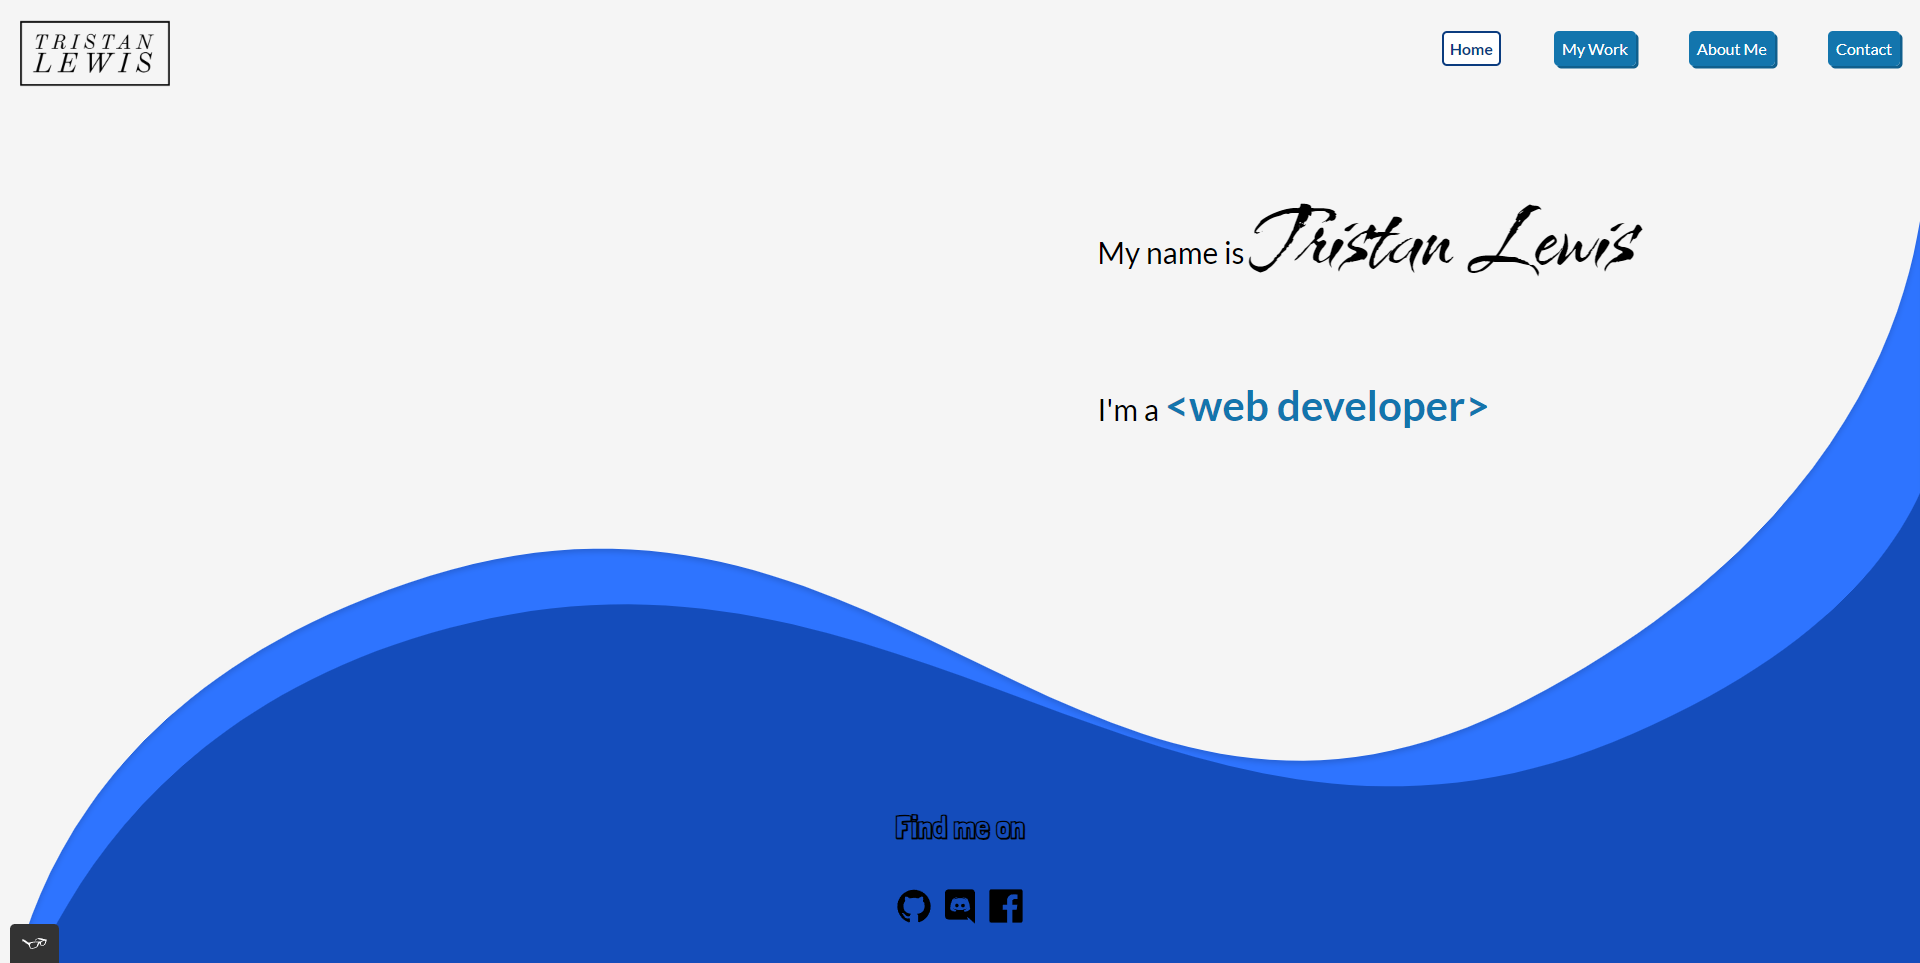 TRISTAN
LEWIS
Home My Work About Me Contact
My name is Tristan Lewis
I'm a <web developer>
Find me on